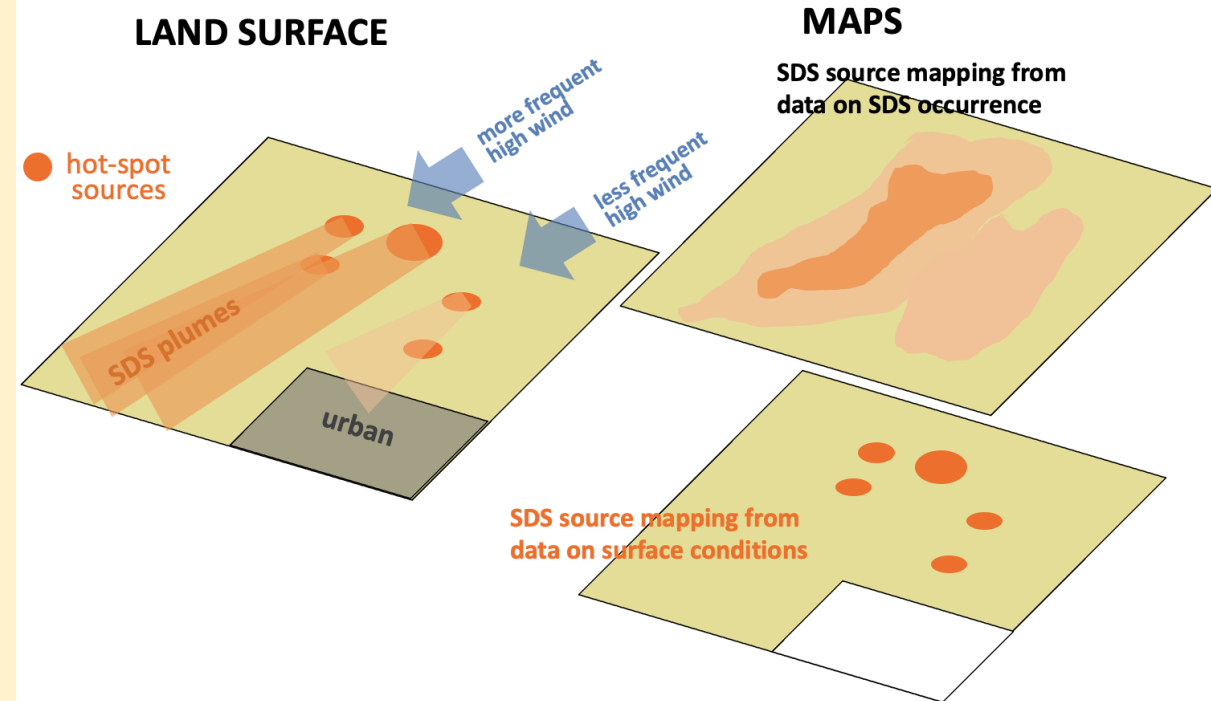 LAND SURFACE
MAPS
SDS source mapping from
data on SDS occurrence
hot-spot
sources
more frequent
high wind
less frequent
high wind
SDS plumes
urban
SDS source mapping from
data on surface conditions